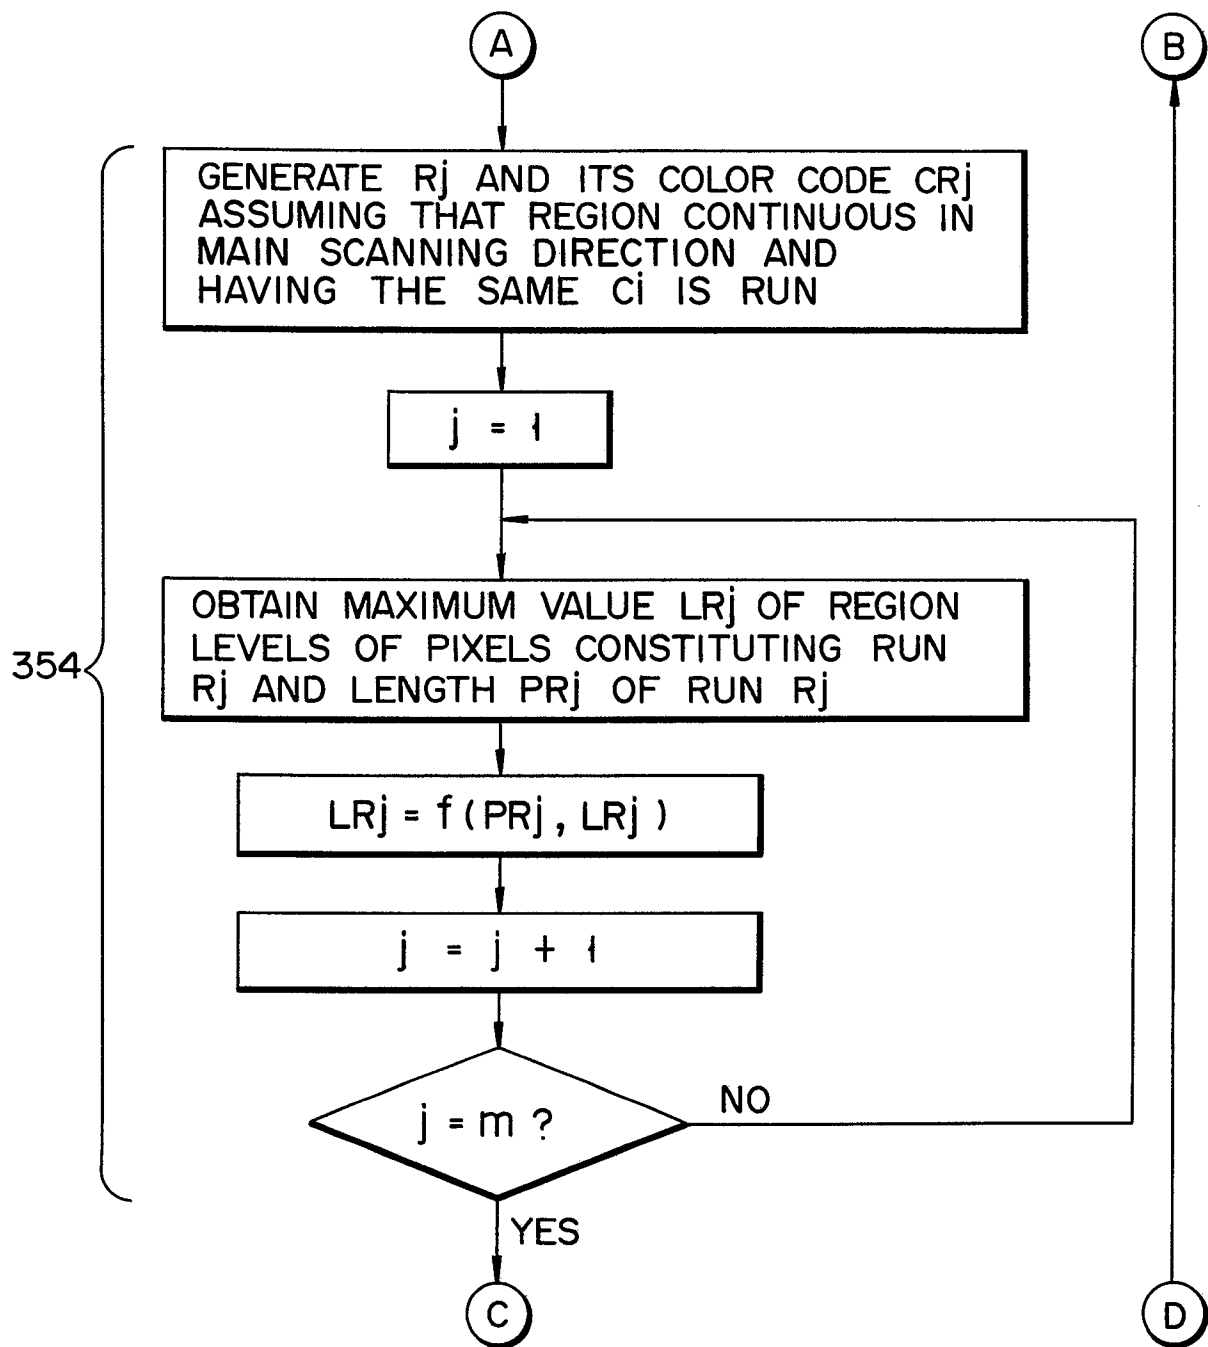 A
B
GENERATE Rj AND ITS COLOR CODE CRj
ASSUMING THAT REGION CONTINUOUS IN
MAIN SCANNING DIRECTION AND
HAVING THE SAME Ci IS RUN
j = 1
OBTAIN MAXIMUM VALUE LRj OF REGION
LEVELS OF PIXELS CONSTITUTING RUN
Rj AND LENGTH PRj OF RUN Rj
354
LRj = f ( PRj , LRj )
j = j + 1
j = m ?
NO
YES
C
D